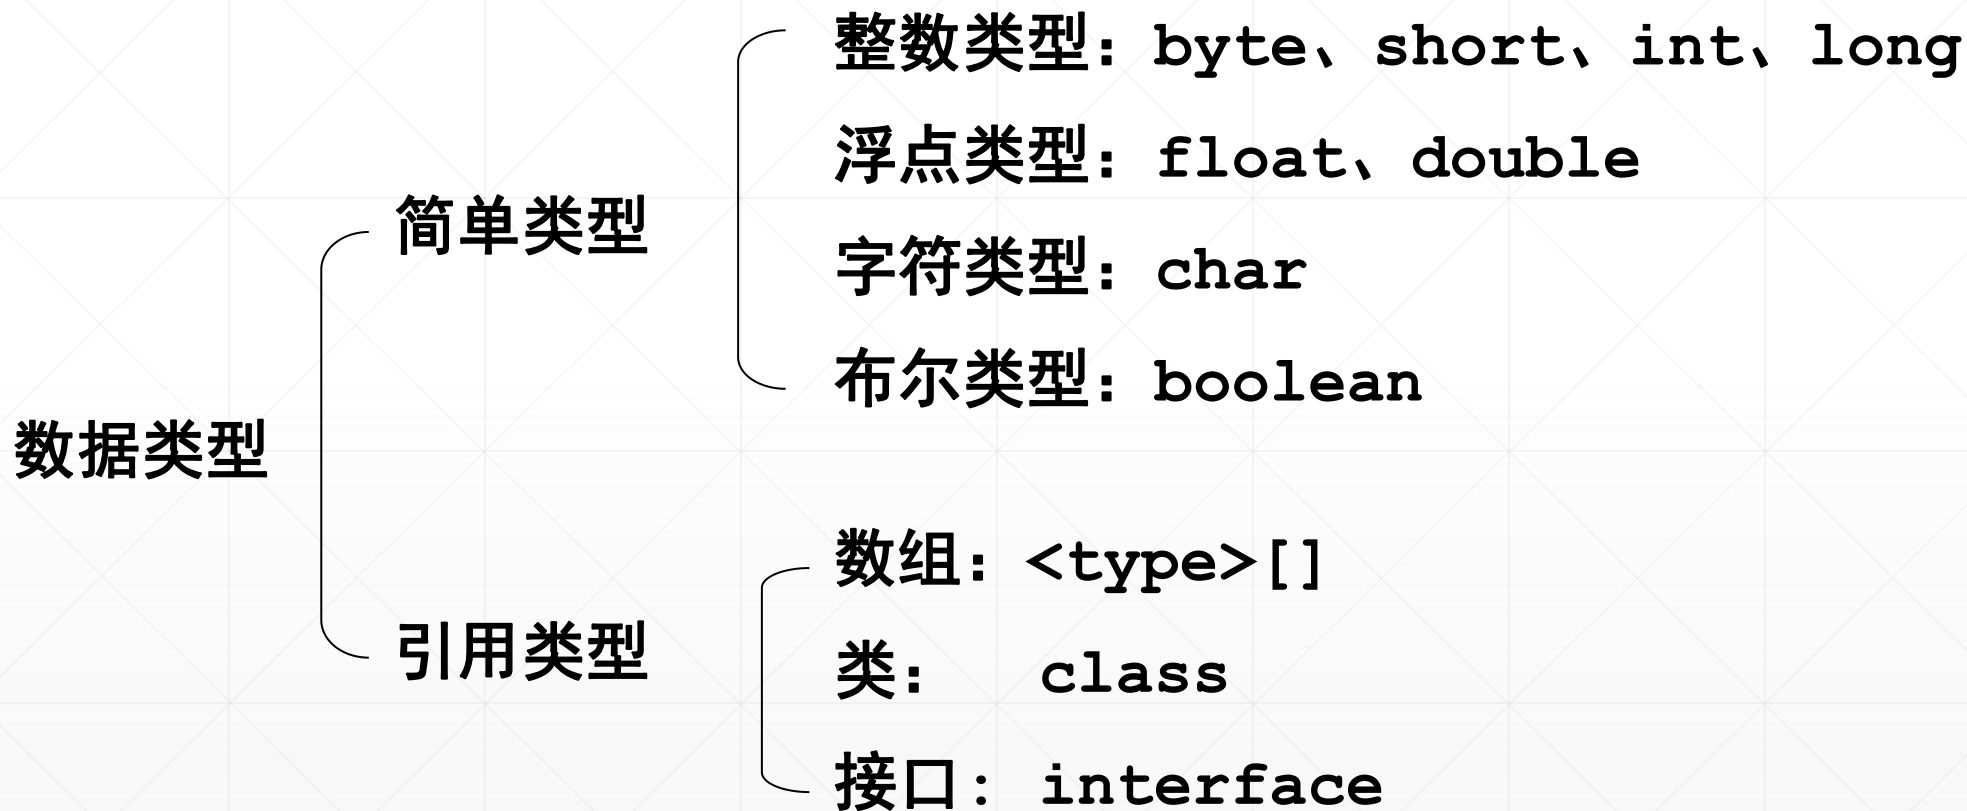 数据类型
简单类型
整数类型：byte、short、int、long
浮点类型：float、double
字符类型：char
布尔类型：boolean
引用类型
数组：<type>[]
类： class
接口： interface